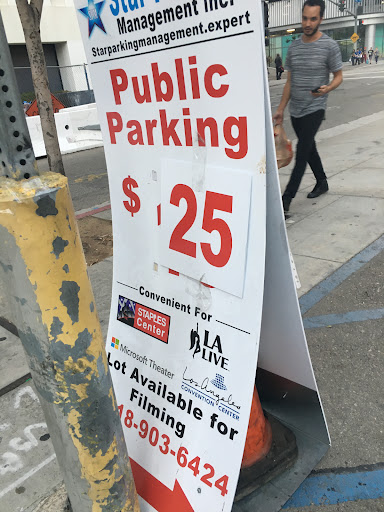 Star
Management Inc.
Starparkingmanagement.expert
Public
Parking
$ 25
Convenient For
STAPLES
Center
LA
LIVE
Microsoft Theater
Los Angeles
CONVENTION CENTER
Lot Available for
Filming
18-903-6424